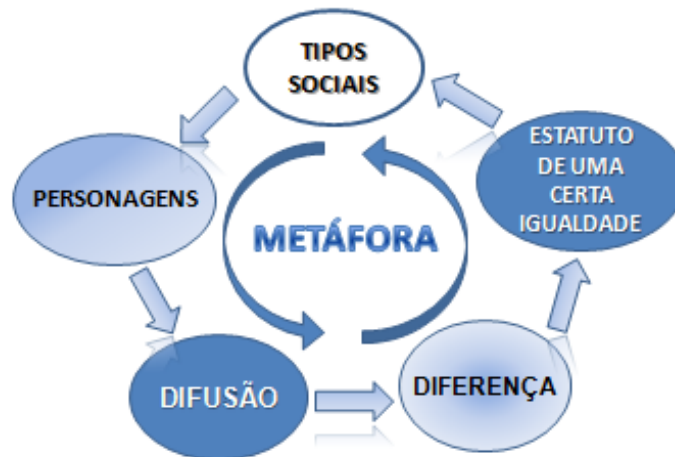 TIPOS
SOCIAIS
PERSONAGENS
METÁFORA
ESTATUTO
DE UMA
CERTA
IGUALDADE
DIFUSÃO
DIFERENÇA